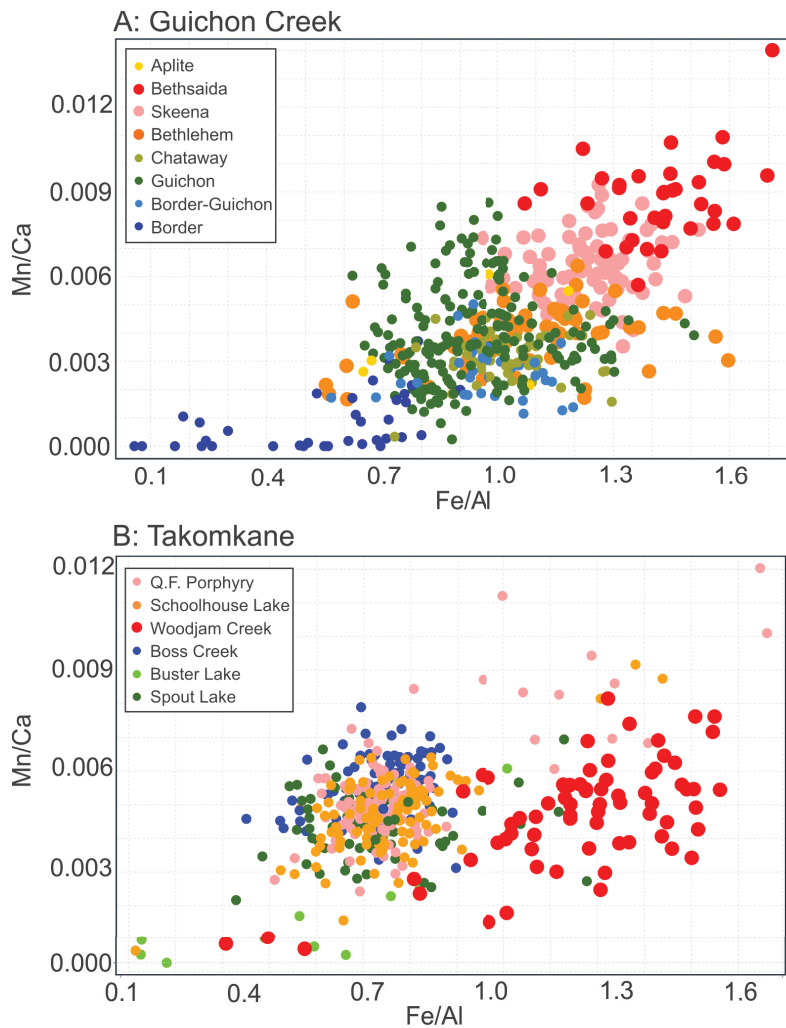 A: Guichon Creek
Aplite
Bethsaida
Skeena
Bethlehem
Chataway
Guichon
Border-Guichon
Border
0.012
0.009
0.006
0.003
0.000
Mn/Ca
0.1 0.4 0.7 1.0 1.3 1.6
Fe/Al
B: Takomkane
Q.F. Porphyry
Schoolhouse Lake
Woodjam Creek
Boss Creek
Buster Lake
Spout Lake
0.012
0.009
0.006
0.003
0.000
Mn/Ca
0.1 0.4 0.7 1.0 1.3 1.6
Fe/Al